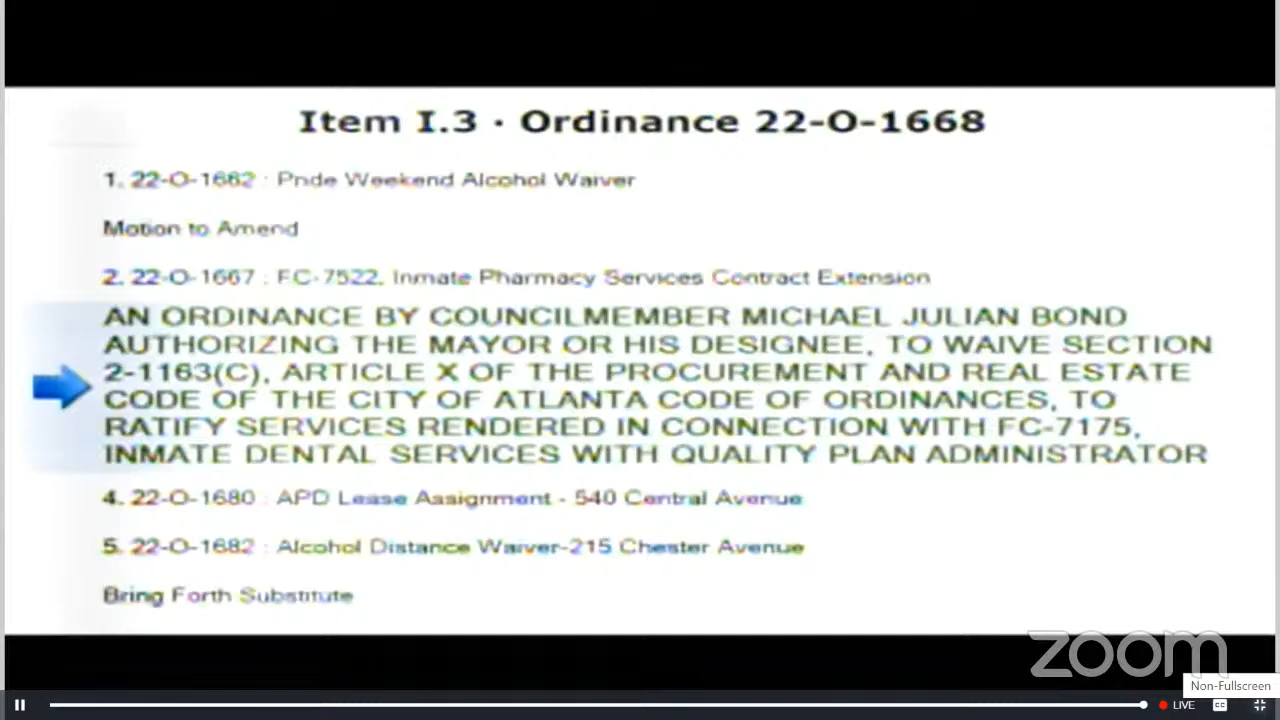 Item I.3 · Ordinance 22-O-1668
1. 22-O-1662 : Pride Weekend Alcohol Waiver
Motion to Amend
2. 22-O-1667 : FC-7522, Inmate Pharmacy Services Contract Extension
AN ORDINANCE BY COUNCILMEMBER MICHAEL JULIAN BOND
AUTHORIZING THE MAYOR OR HIS DESIGNEE, TO WAIVE SECTION
2-1163(C), ARTICLE X OF THE PROCUREMENT AND REAL ESTATE
CODE OF THE CITY OF ATLANTA CODE OF ORDINANCES, TO
RATIFY SERVICES RENDERED IN CONNECTION WITH FC-7175,
INMATE DENTAL SERVICES WITH QUALITY PLAN ADMINISTRATOR
4. 22-O-1680 : APD Lease Assignment - 540 Central Avenue
5. 22-O-1682 : Alcohol Distance Waiver-215 Chester Avenue
Bring Forth Substitute
zoom
Non-Fullscreen
LIVE
CC